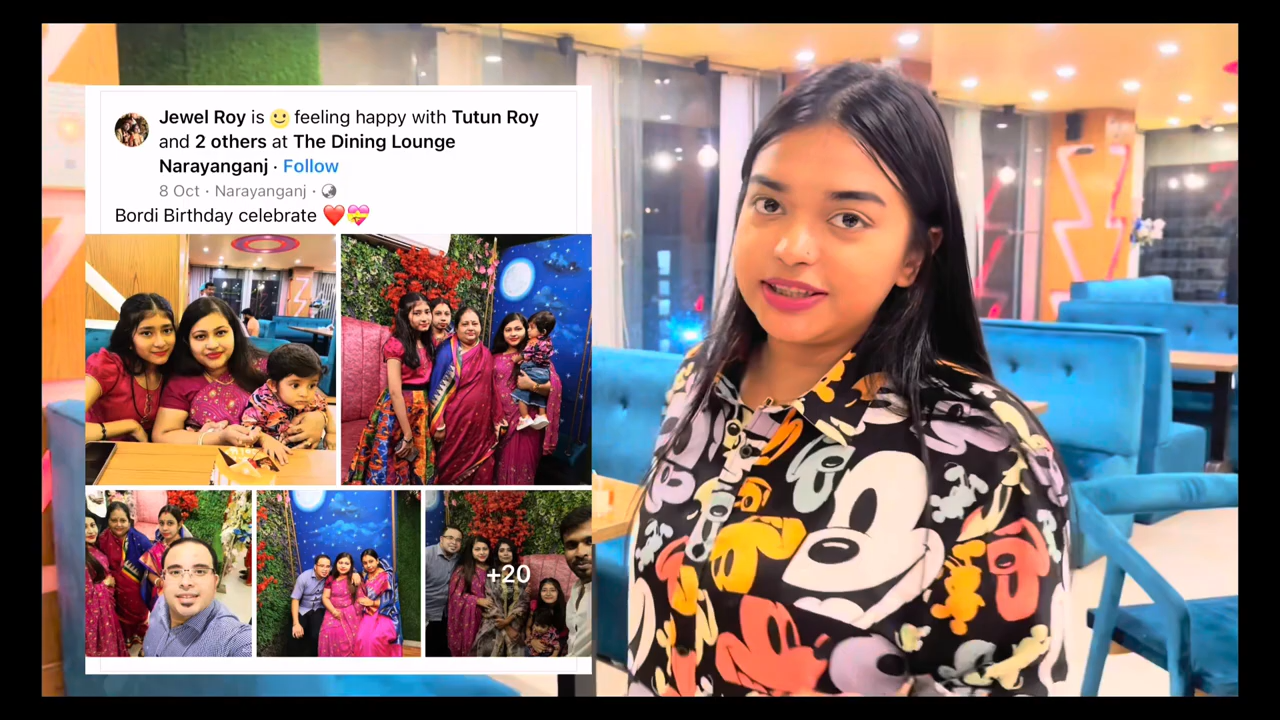 Jewel Roy is 🙂 feeling happy with Tutun Roy
and 2 others at The Dining Lounge
Narayanganj · Follow
8 Oct · Narayanganj ·
Bordi Birthday celebrate ❤️💝
+20